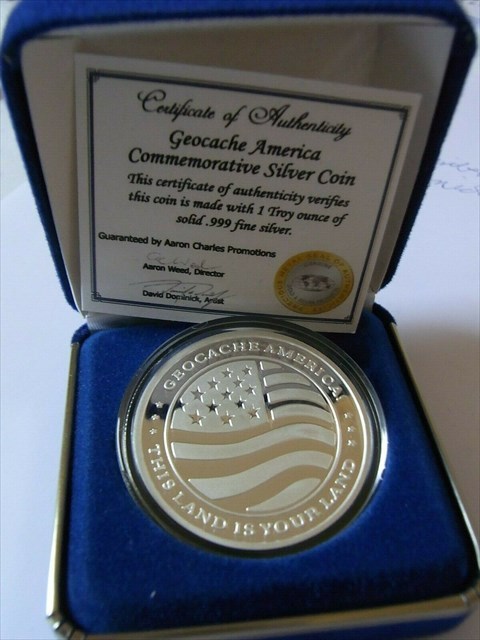 Certificate of Authenticity
Geocache America
Commemorative Silver Coin
This certificate of authenticity verifies
this coin is made with 1 Troy ounce of
solid .999 fine silver.
Guaranteed by Aaron Charles Promotions
Aaron Weed, Director
David Dominick, Artist
GEOCACHE AMERICA
THIS LAND IS YOUR LAND